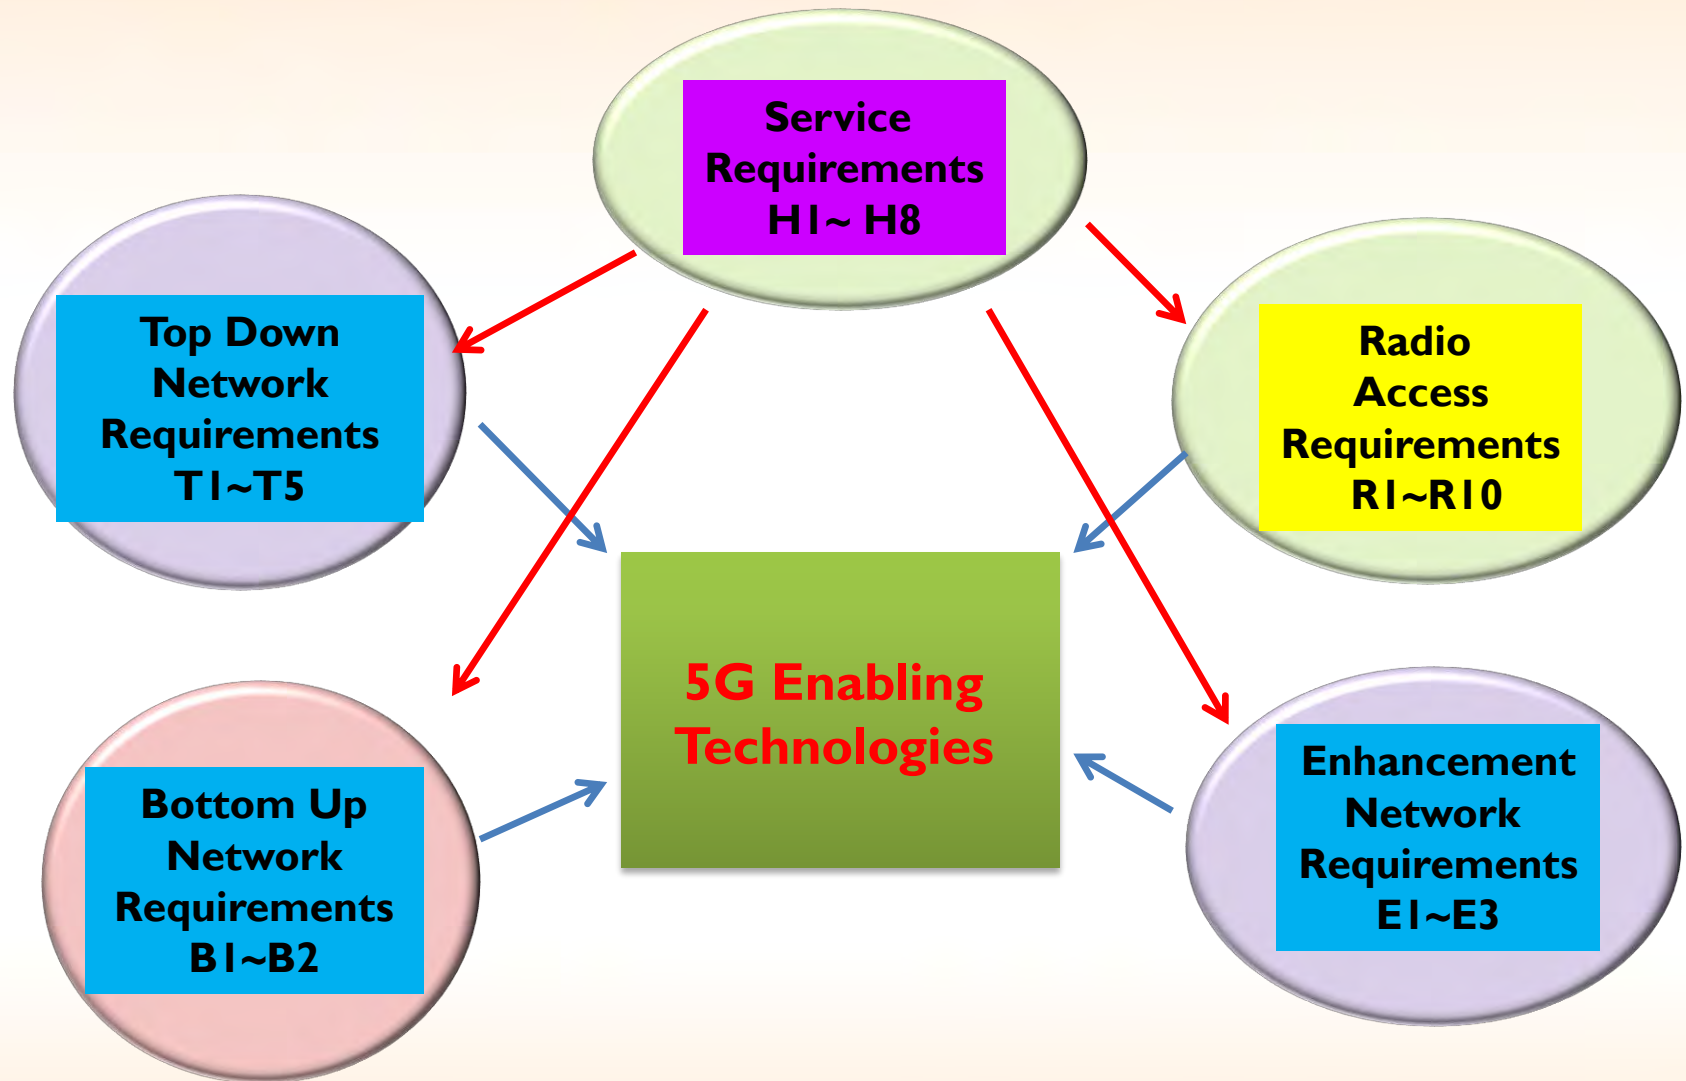 Service
Requirements
H1~ H8
Top Down
Network
Requirements
T1~T5
Radio
Access
Requirements
R1~R10
5G Enabling
Technologies
Bottom Up
Network
Requirements
B1~B2
Enhancement
Network
Requirements
E1~E3